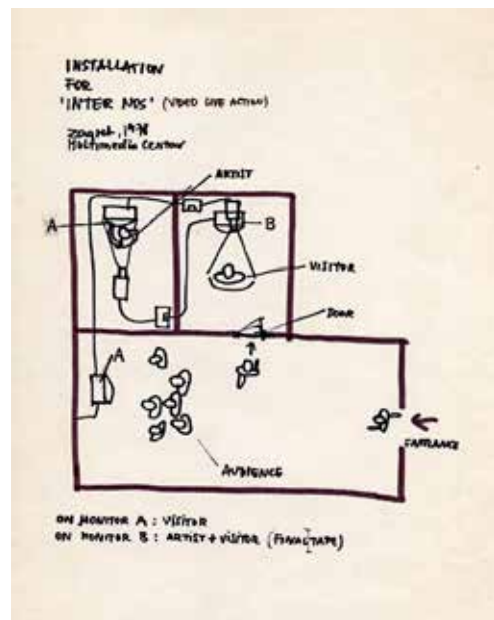 INSTALLATION
FOR
'INTER NOS' (VIDEO LIVE ACTION)
Zagreb, 1978
Multimedia Center
ARTIST
A
B
VISITOR
DOOR
A
ENTRANCE
AUDIENCE
ON MONITOR A : VISITOR
ON MONITOR B : ARTIST + VISITOR (FINAL TAPE)